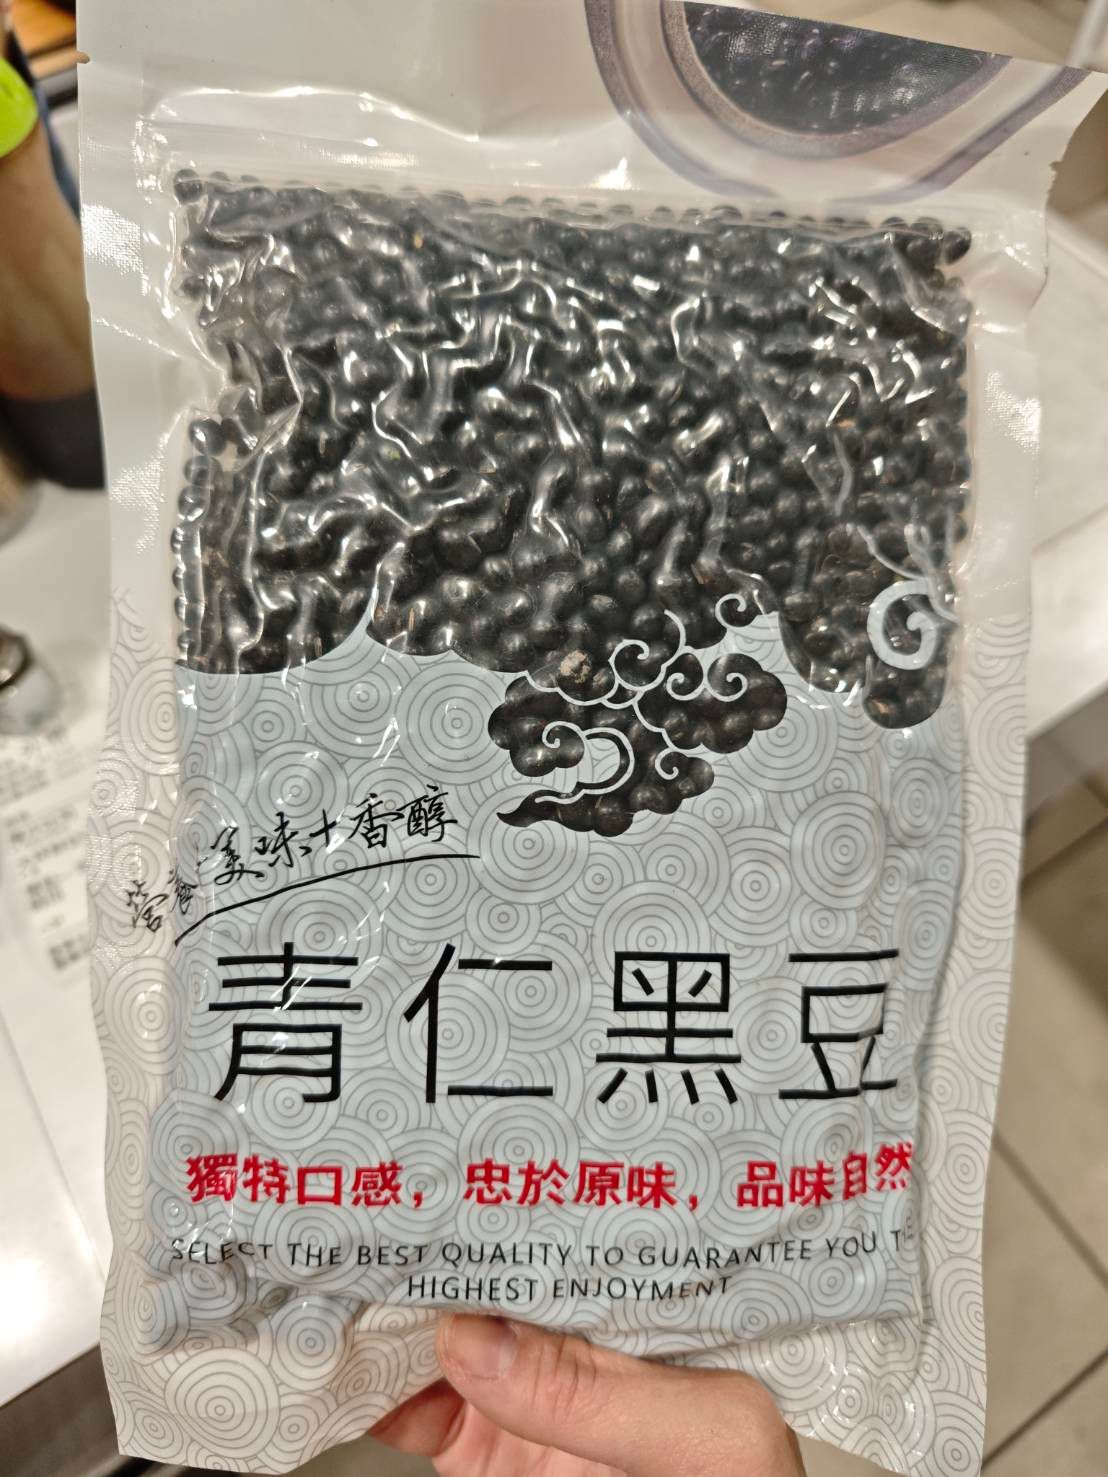 營養+美味+香醇
青仁黑豆
獨特口感，忠於原味，品味自然
SELECT THE BEST QUALITY TO GUARANTEE YOU THE
HIGHEST ENJOYMENT